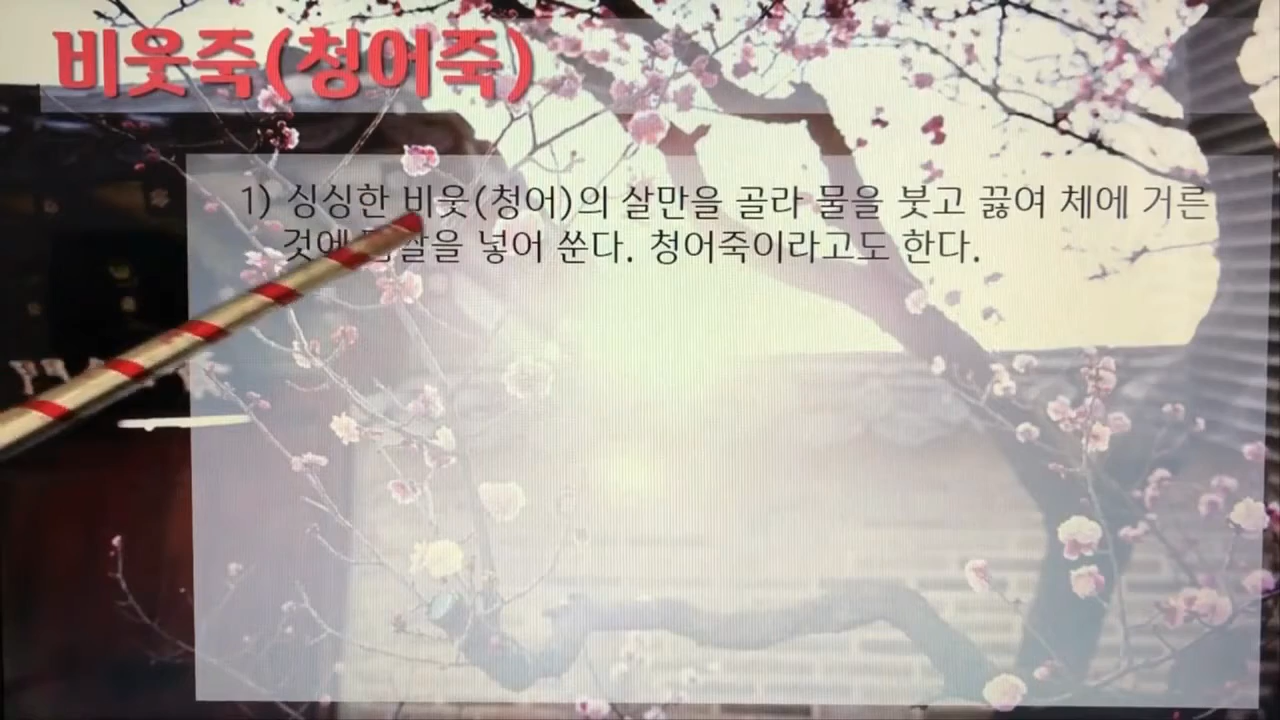 비웃죽(청어죽)
1) 싱싱한 비웃(청어)의 살만을 골라 물을 붓고 끓여 체에 거른
것에 넣어 쑨다. 청어죽이라고도 한다.